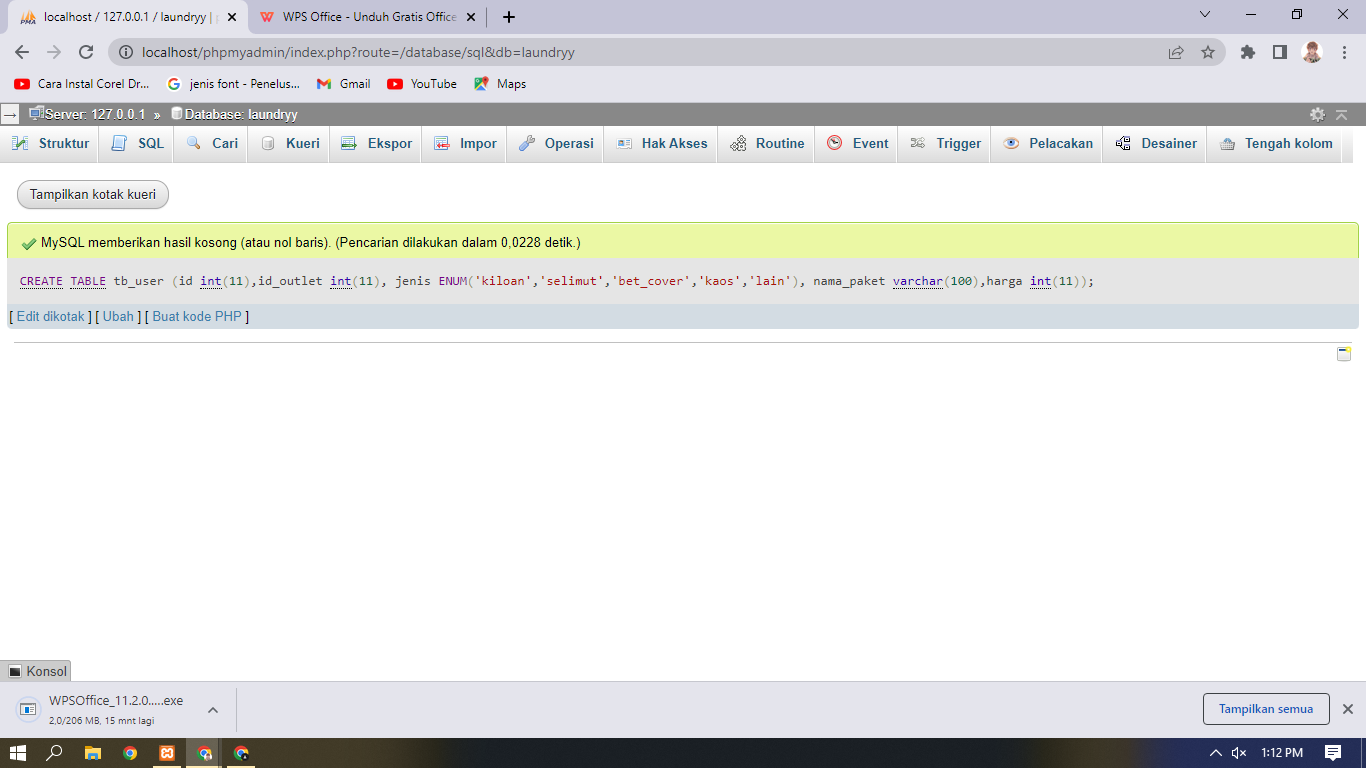 localhost / 127.0.0.1 / laundryy |
WPS Office - Unduh Gratis Office
localhost/phpmyadmin/index.php?route=/database/sql&db=laundryy
Cara Instal Corel Dr...
jenis font - Penelus...
Gmail
YouTube
Maps
Server: 127.0.0.1 » Database: laundryy
Struktur
SQL
Cari
Kueri
Ekspor
Impor
Operasi
Hak Akses
Routine
Event
Trigger
Pelacakan
Desainer
Tengah kolom
Tampilkan kotak kueri
MySQL memberikan hasil kosong (atau nol baris). (Pencarian dilakukan dalam 0,0228 detik.)
CREATE TABLE tb_user (id int(11),id_outlet int(11), jenis ENUM('kiloan','selimut','bet_cover','kaos','lain'), nama_paket varchar(100),harga int(11));
[ Edit dikotak ] [ Ubah ] [ Buat kode PHP ]
Konsol
WPSOffice_11.2.0.....exe
2,0/206 MB, 15 mnt lagi
Tampilkan semua
1:12 PM